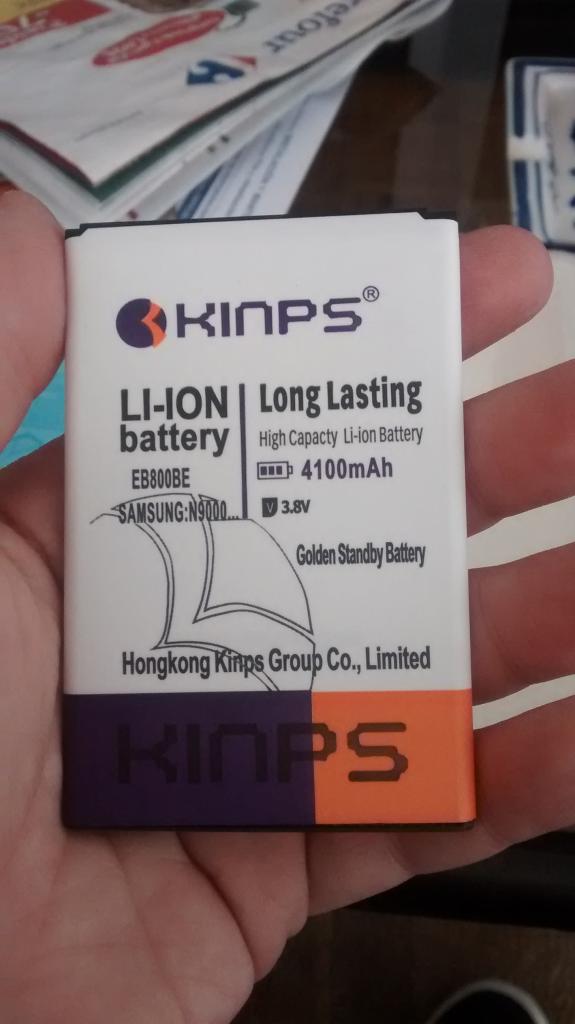 Carrefour
KINPS®
LI-ION
battery
EB800BE
SAMSUNG:N9000...
Long Lasting
High Capacty Li-ion Battery
4100mAh
V 3.8V
Golden Standby Battery
Hongkong Kinps Group Co., Limited
KINPS